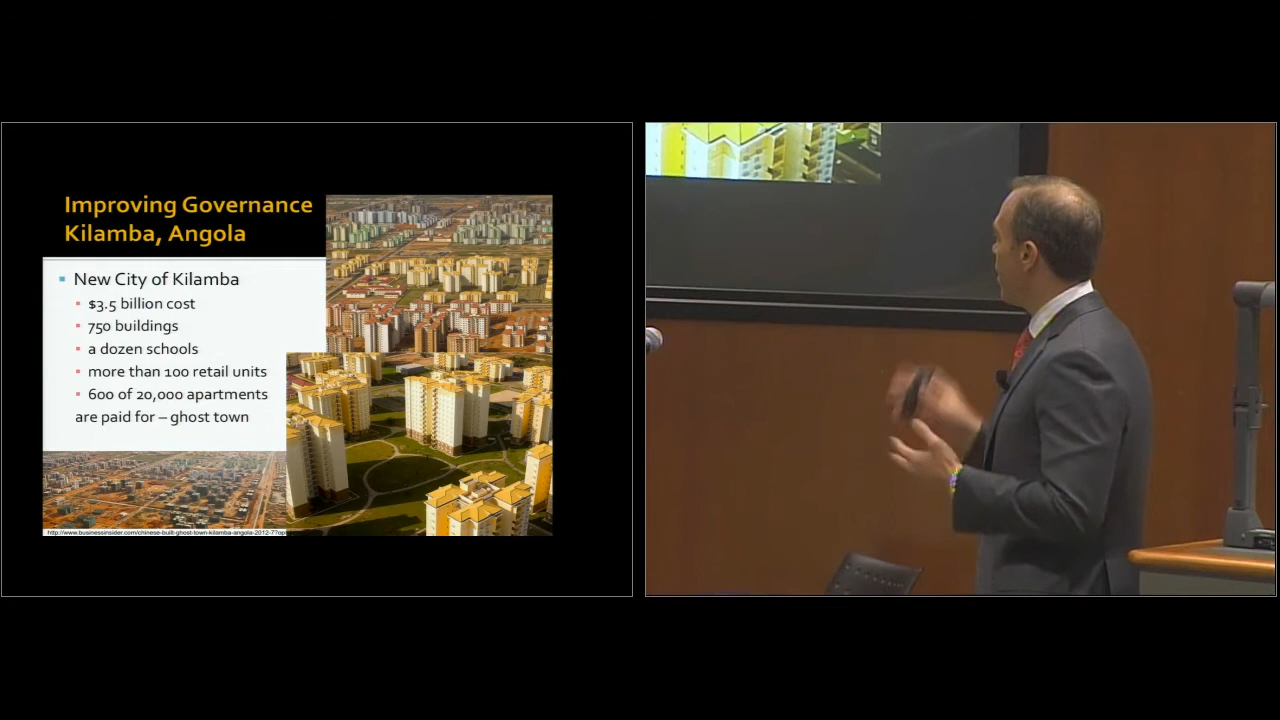 Improving Governance
Kilamba, Angola
New City of Kilamba
$3.5 billion cost
750 buildings
a dozen schools
more than 100 retail units
600 of 20,000 apartments
are paid for – ghost town
http://www.businessinsider.com/chinese-built-ghost-town-kilamba-angola-2012-7?op